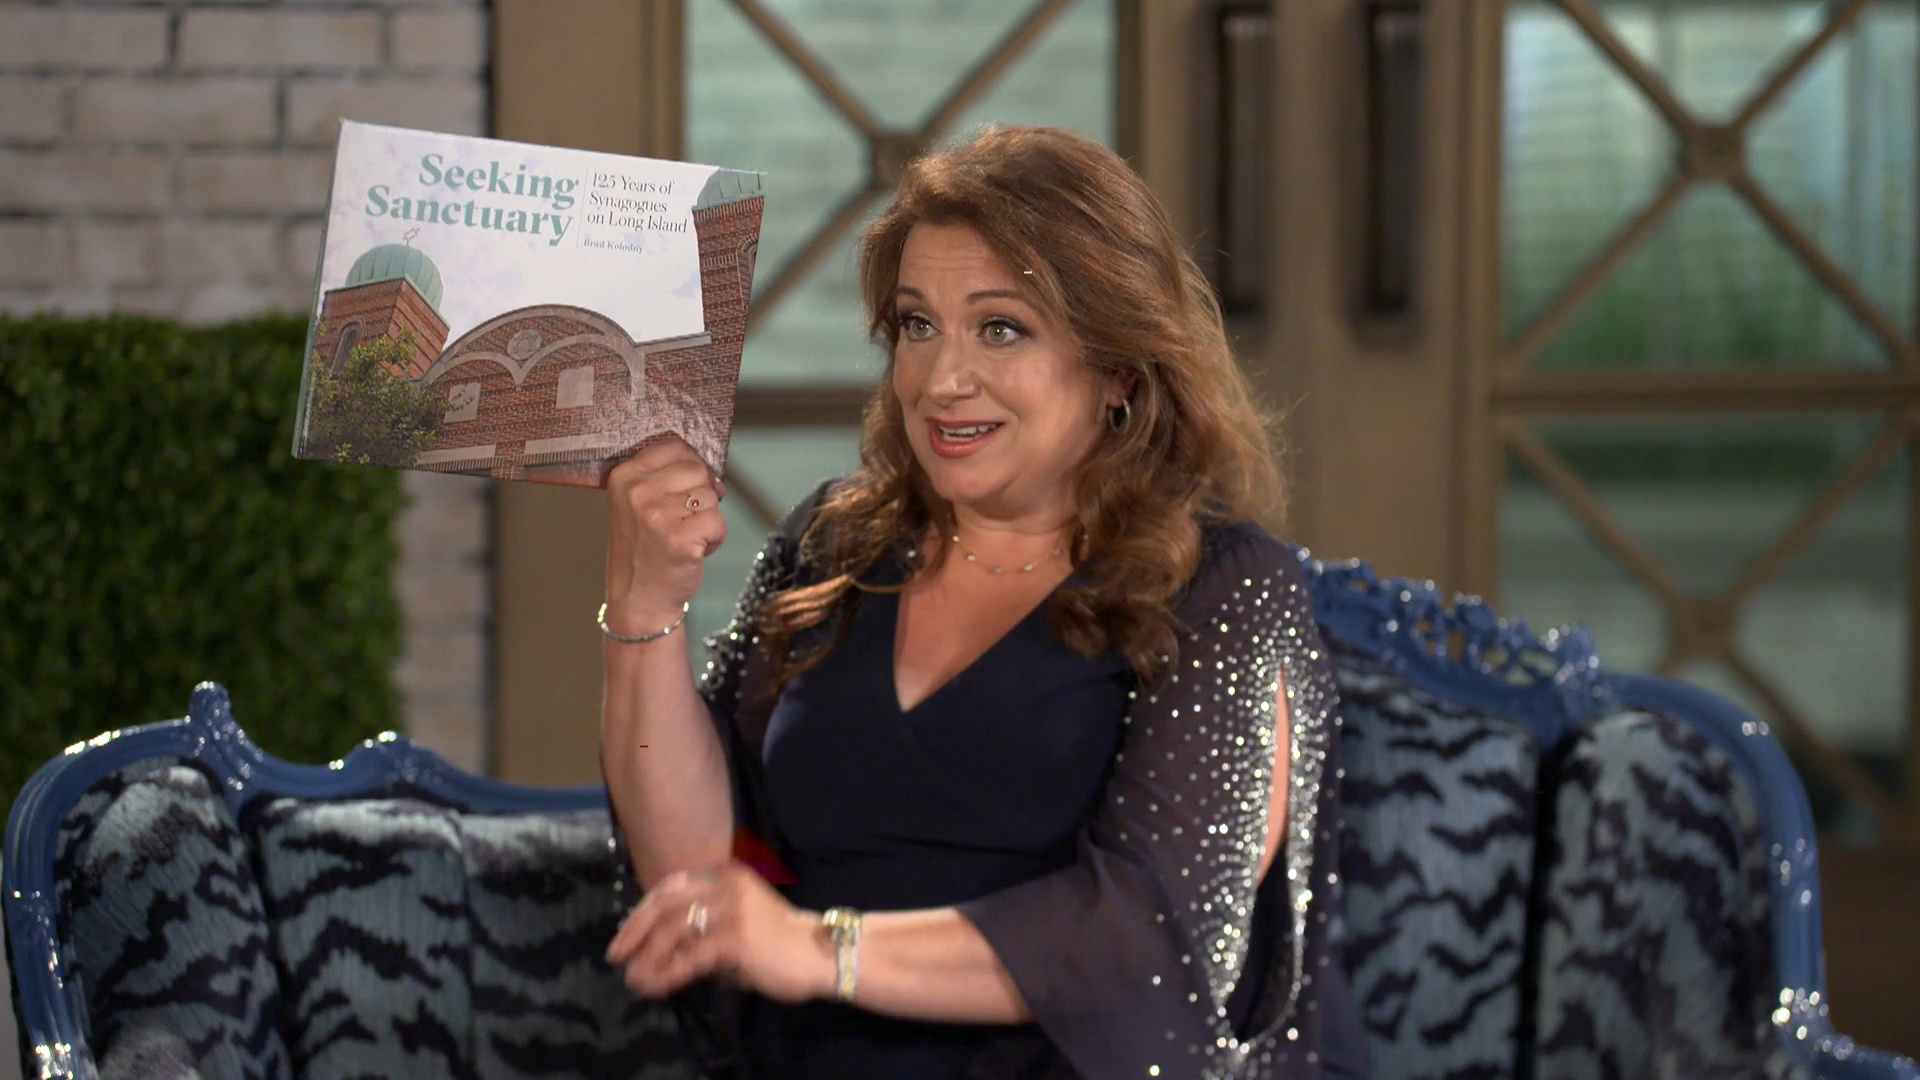 Seeking
Sanctuary
125 Years of
Synagogues
on Long Island
Brad Kolodny